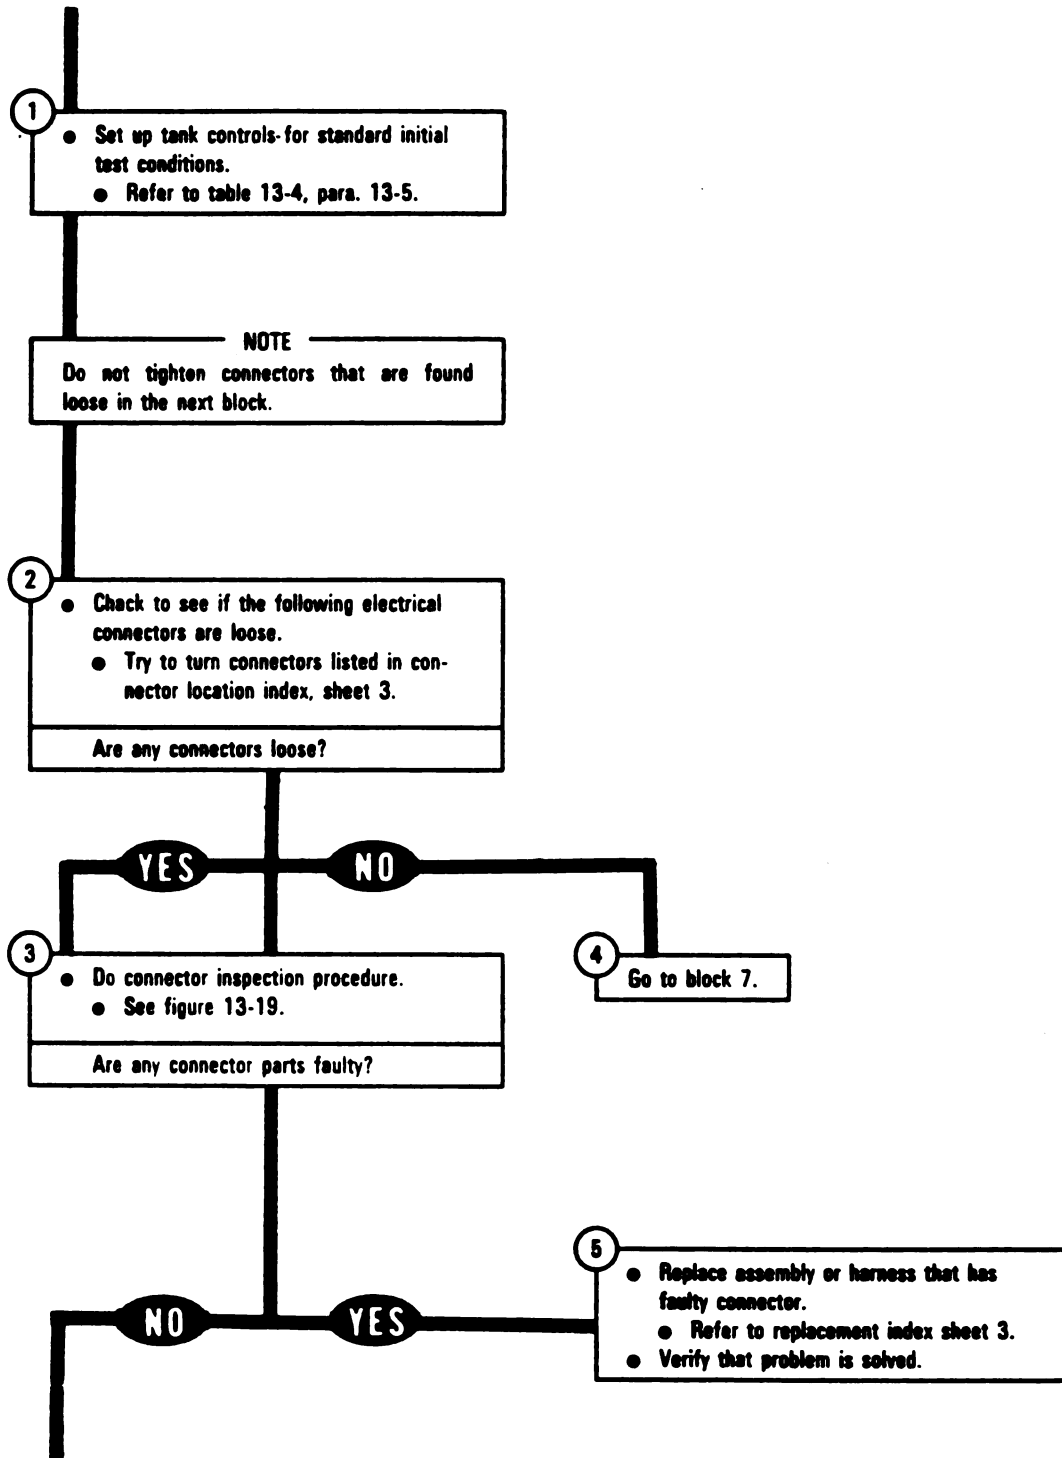 1
● Set up tank controls-for standard initial
test conditions.
● Refer to table 13-4, para. 13-5.
NOTE
Do not tighten connectors that are found
loose in the next block.
2
● Chack to see if the following electrical
connectors are loose.
● Try to turn connectors listed in con-
nector location index, sheet 3.
Are any connectors loose?
YES
NO
3
● Do connector inspection procedure.
● See figure 13-19.
Are any connector parts faulty?
4
Go to block 7.
NO
YES
5
● Replace assembly or harness that has
faulty connector.
● Refer to replacement index sheet 3.
● Verify that problem is solved.